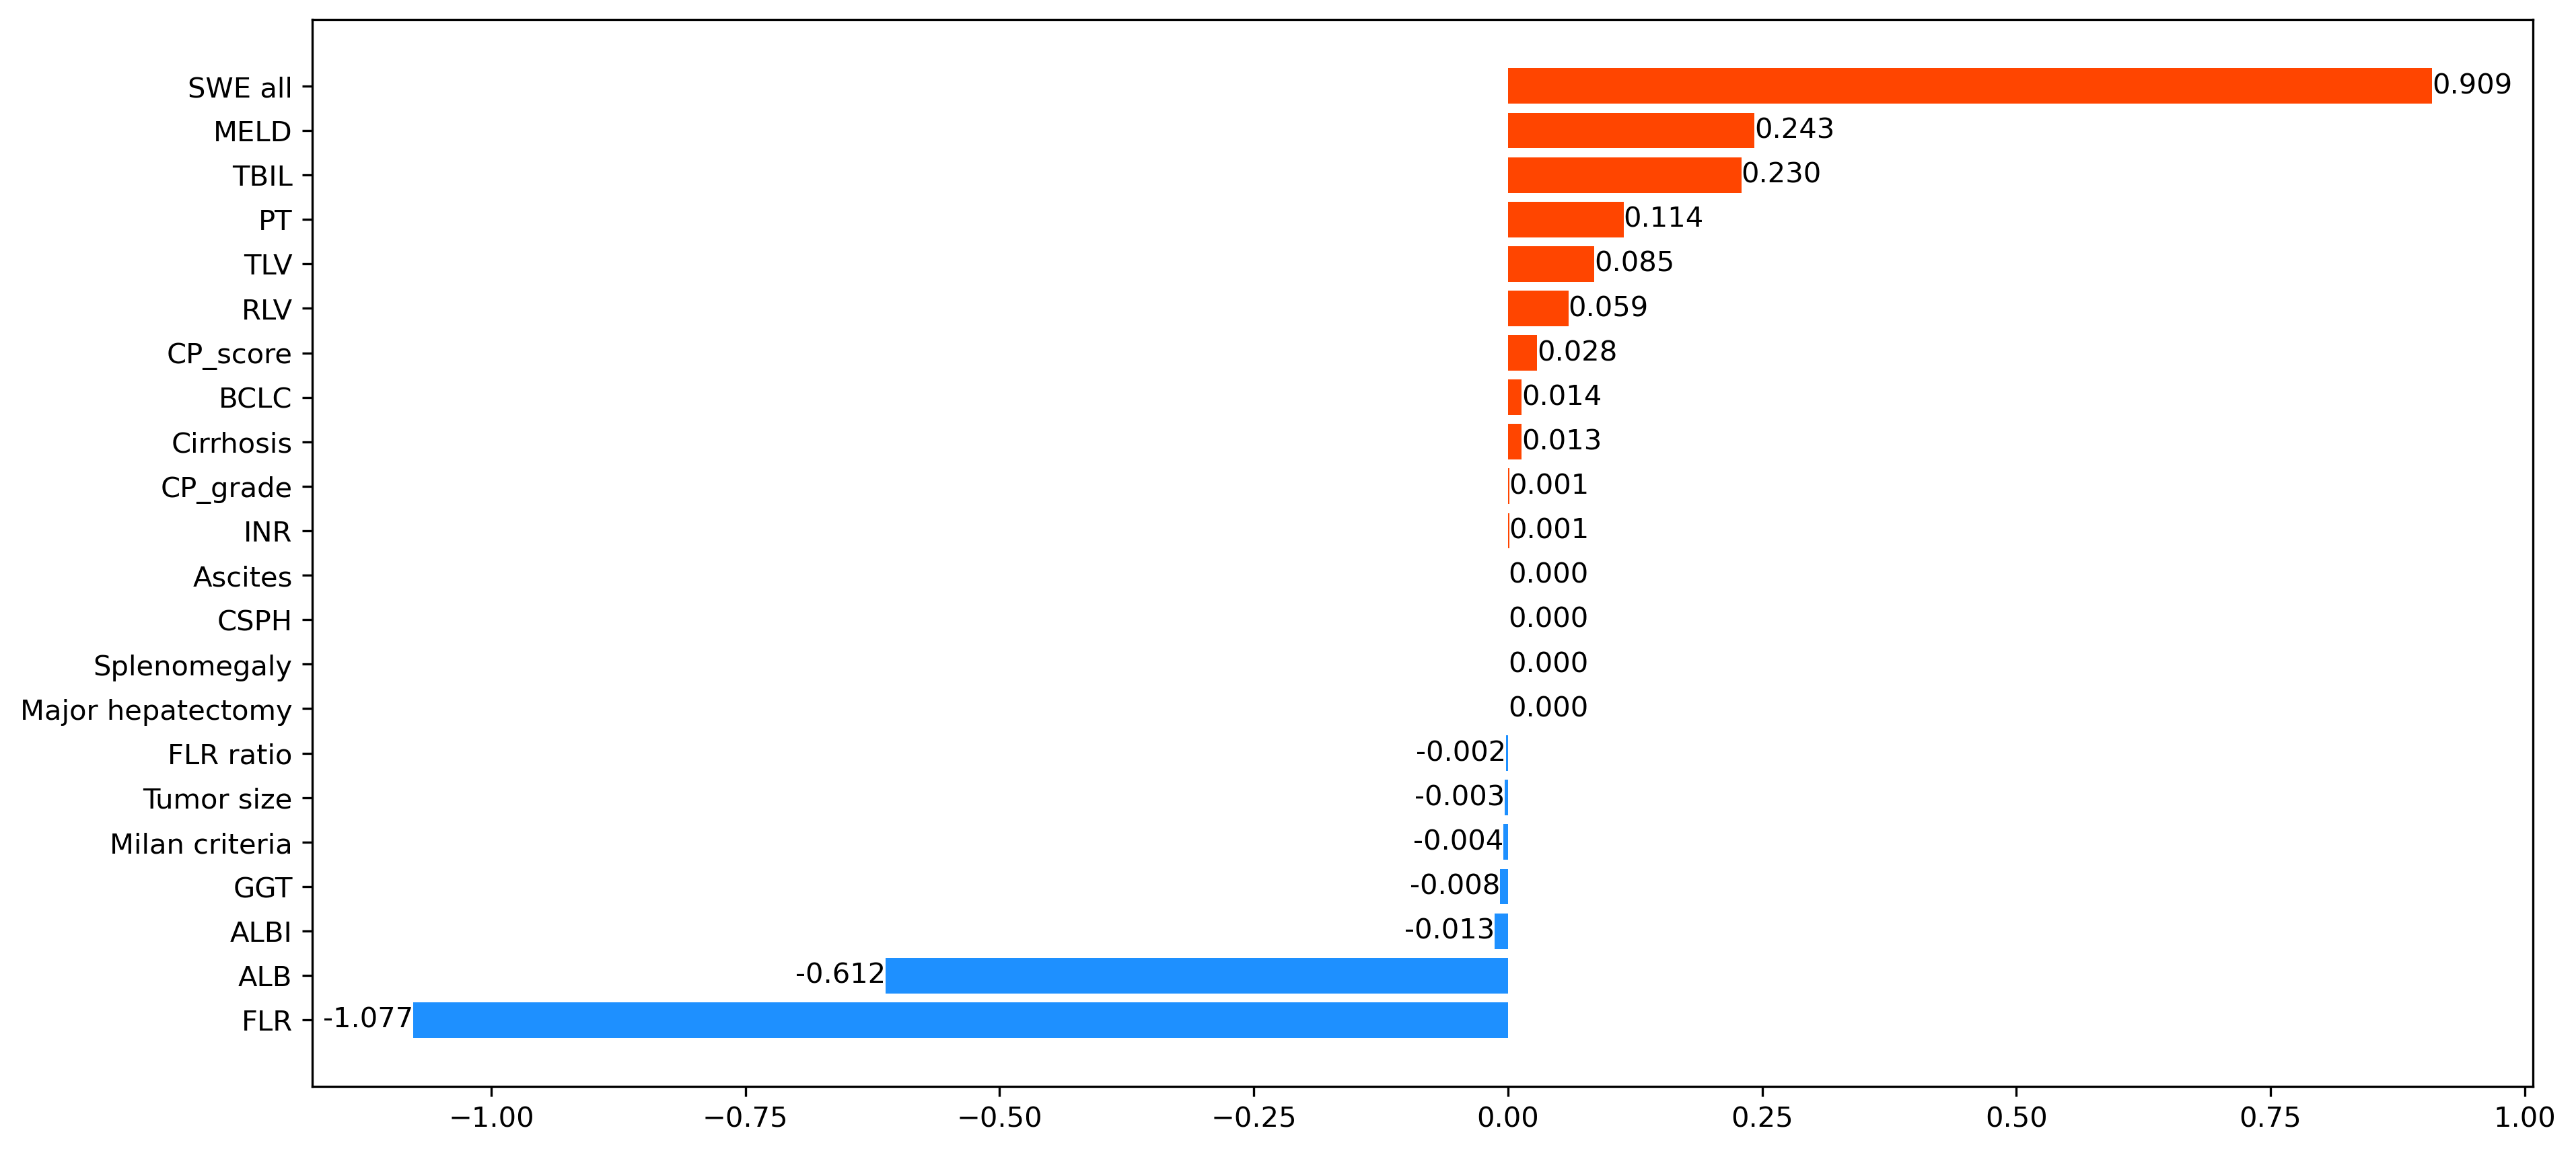 SWE all 0.909
MELD 0.243
TBIL 0.230
PT 0.114
TLV 0.085
RLV 0.059
CP_score 0.028
BCLC 0.014
Cirrhosis 0.013
CP_grade 0.001
INR 0.001
Ascites 0.000
CSPH 0.000
Splenomegaly 0.000
Major hepatectomy 0.000
FLR ratio -0.002
Tumor size -0.003
Milan criteria -0.004
GGT -0.008
ALBI -0.013
ALB -0.612
FLR -1.077
−1.00 −0.75 −0.50 −0.25 0.00 0.25 0.50 0.75 1.00